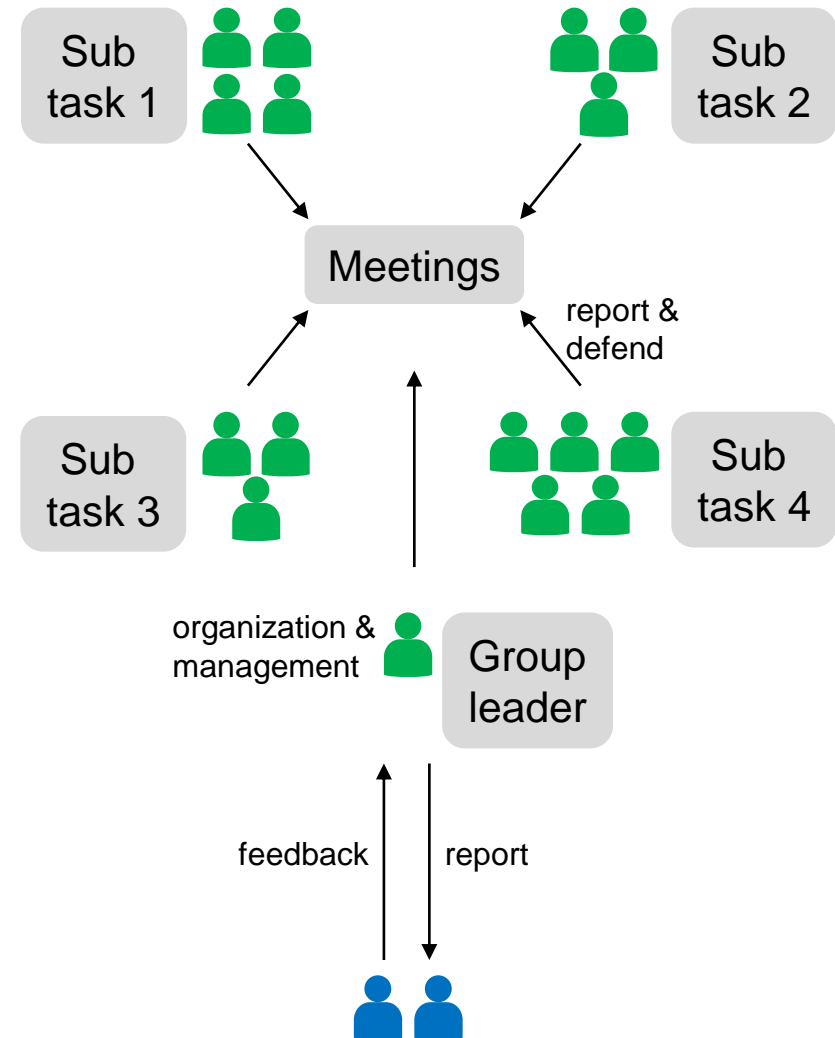 Sub
task 1
Sub
task 2
Meetings
report &
defend
Sub
task 3
Sub
task 4
organization &
management
Group
leader
feedback
report